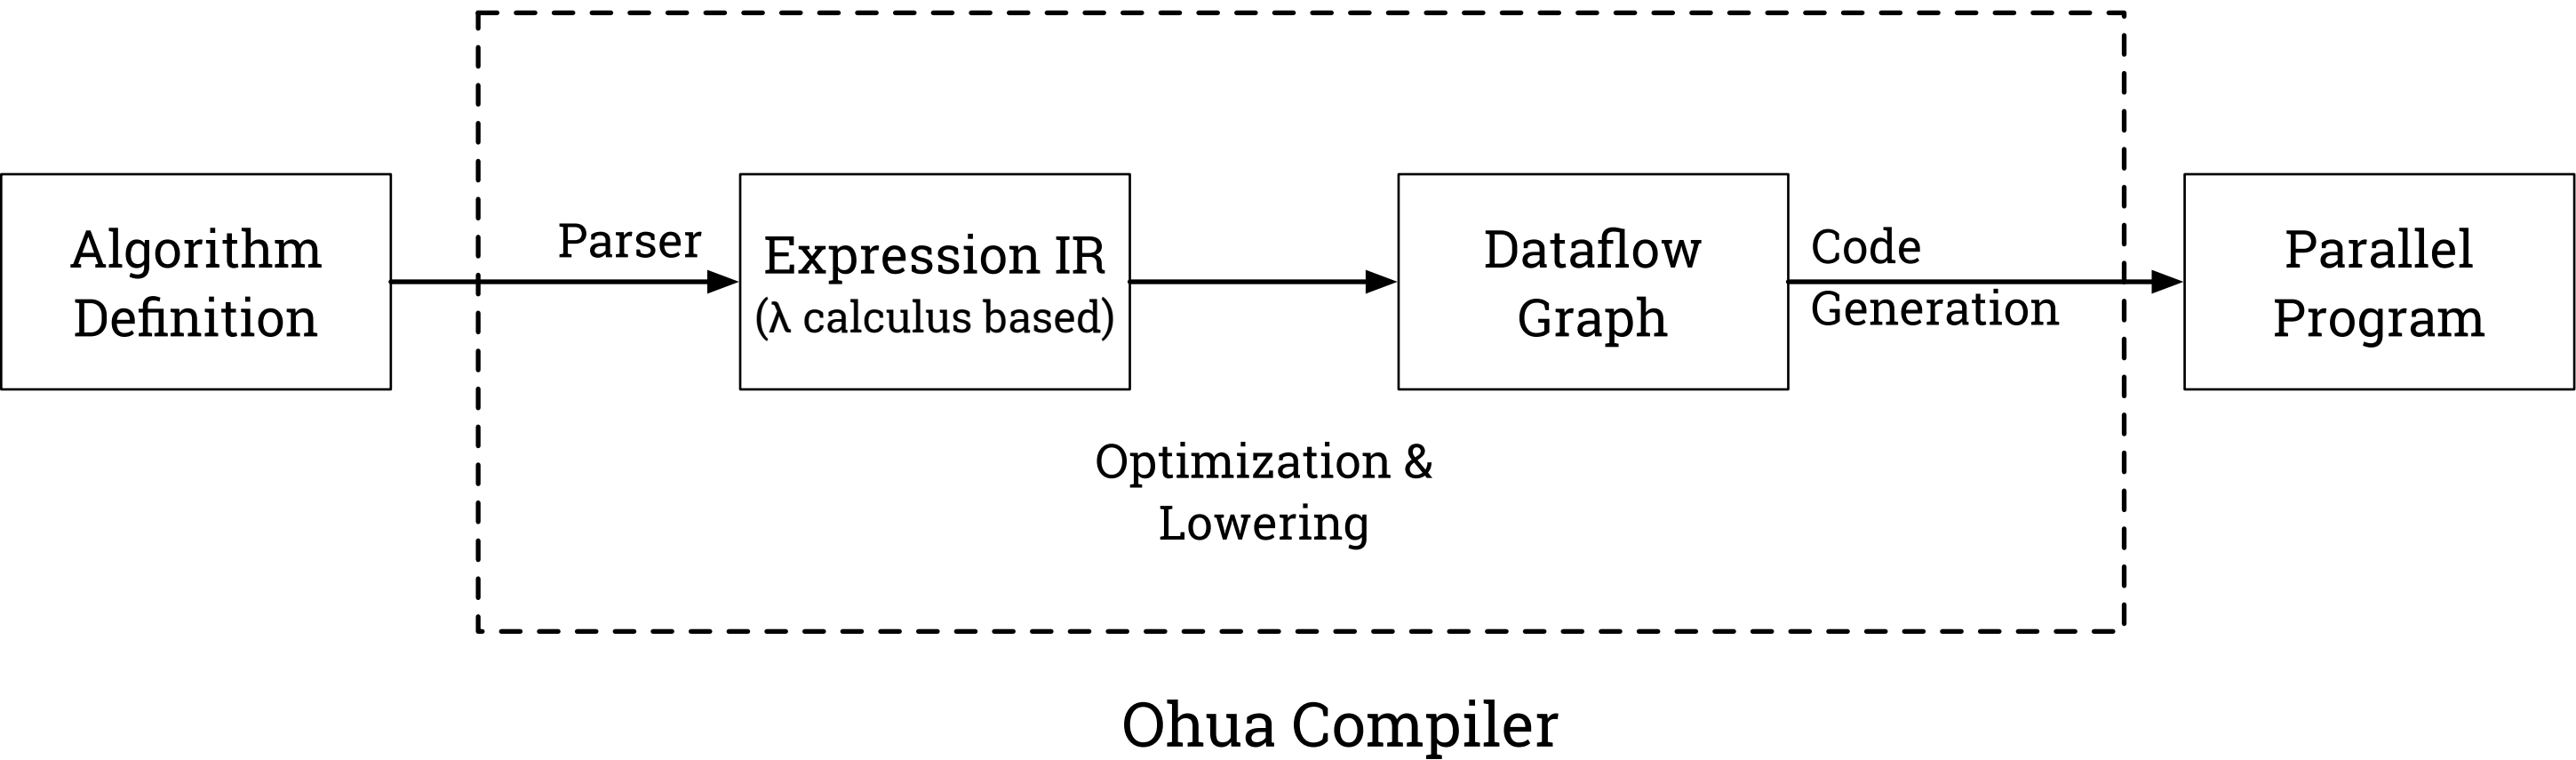 Algorithm
Definition
Parser
Expression IR
(λ calculus based)
Optimization &
Lowering
Dataflow
Graph
Code
Generation
Parallel
Program
Ohua Compiler